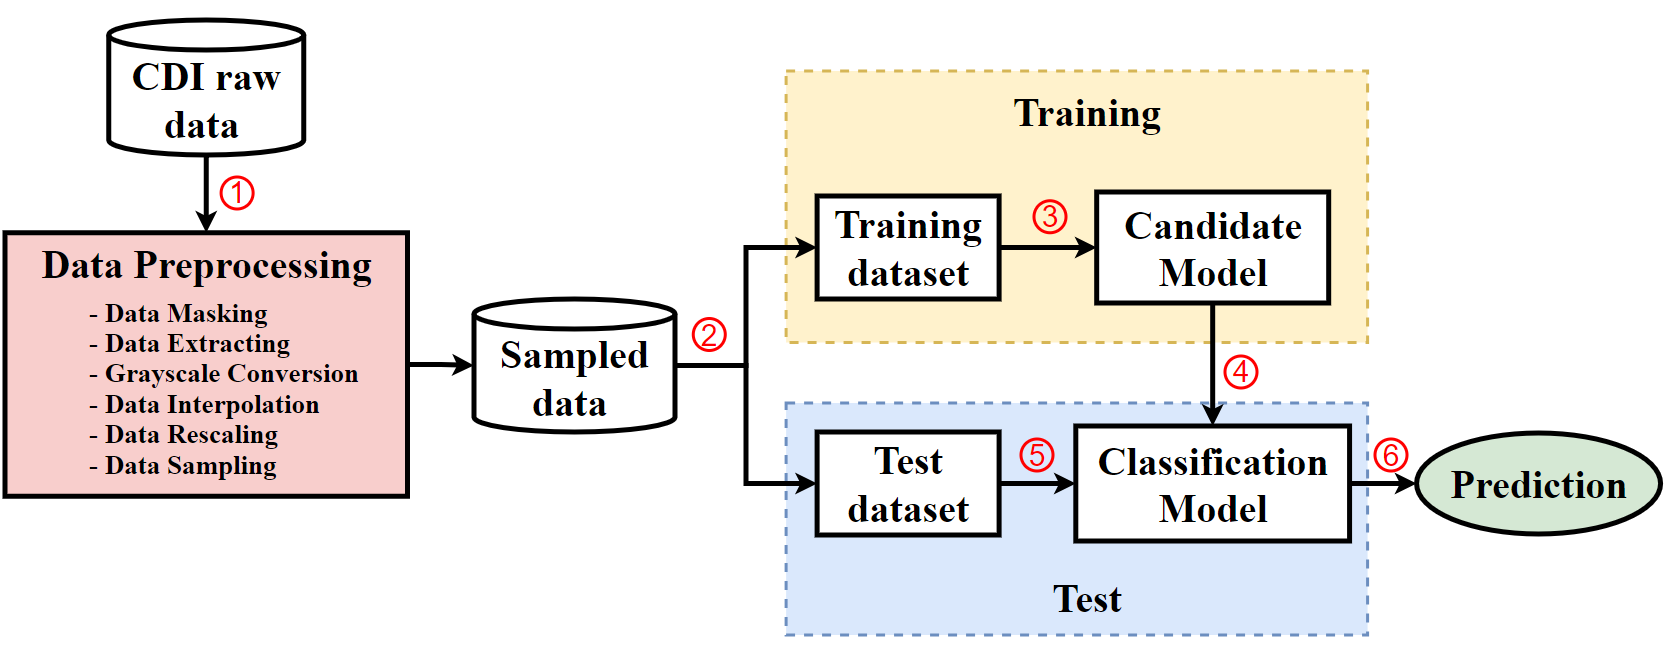 CDI raw
data
①
Data Preprocessing
- Data Masking
- Data Extracting
- Grayscale Conversion
- Data Interpolation
- Data Rescaling
- Data Sampling
Sampled
data
②
Training
Training
dataset
③
Candidate
Model
④
Test
dataset
⑤
Classification
Model
Test
⑥
Prediction